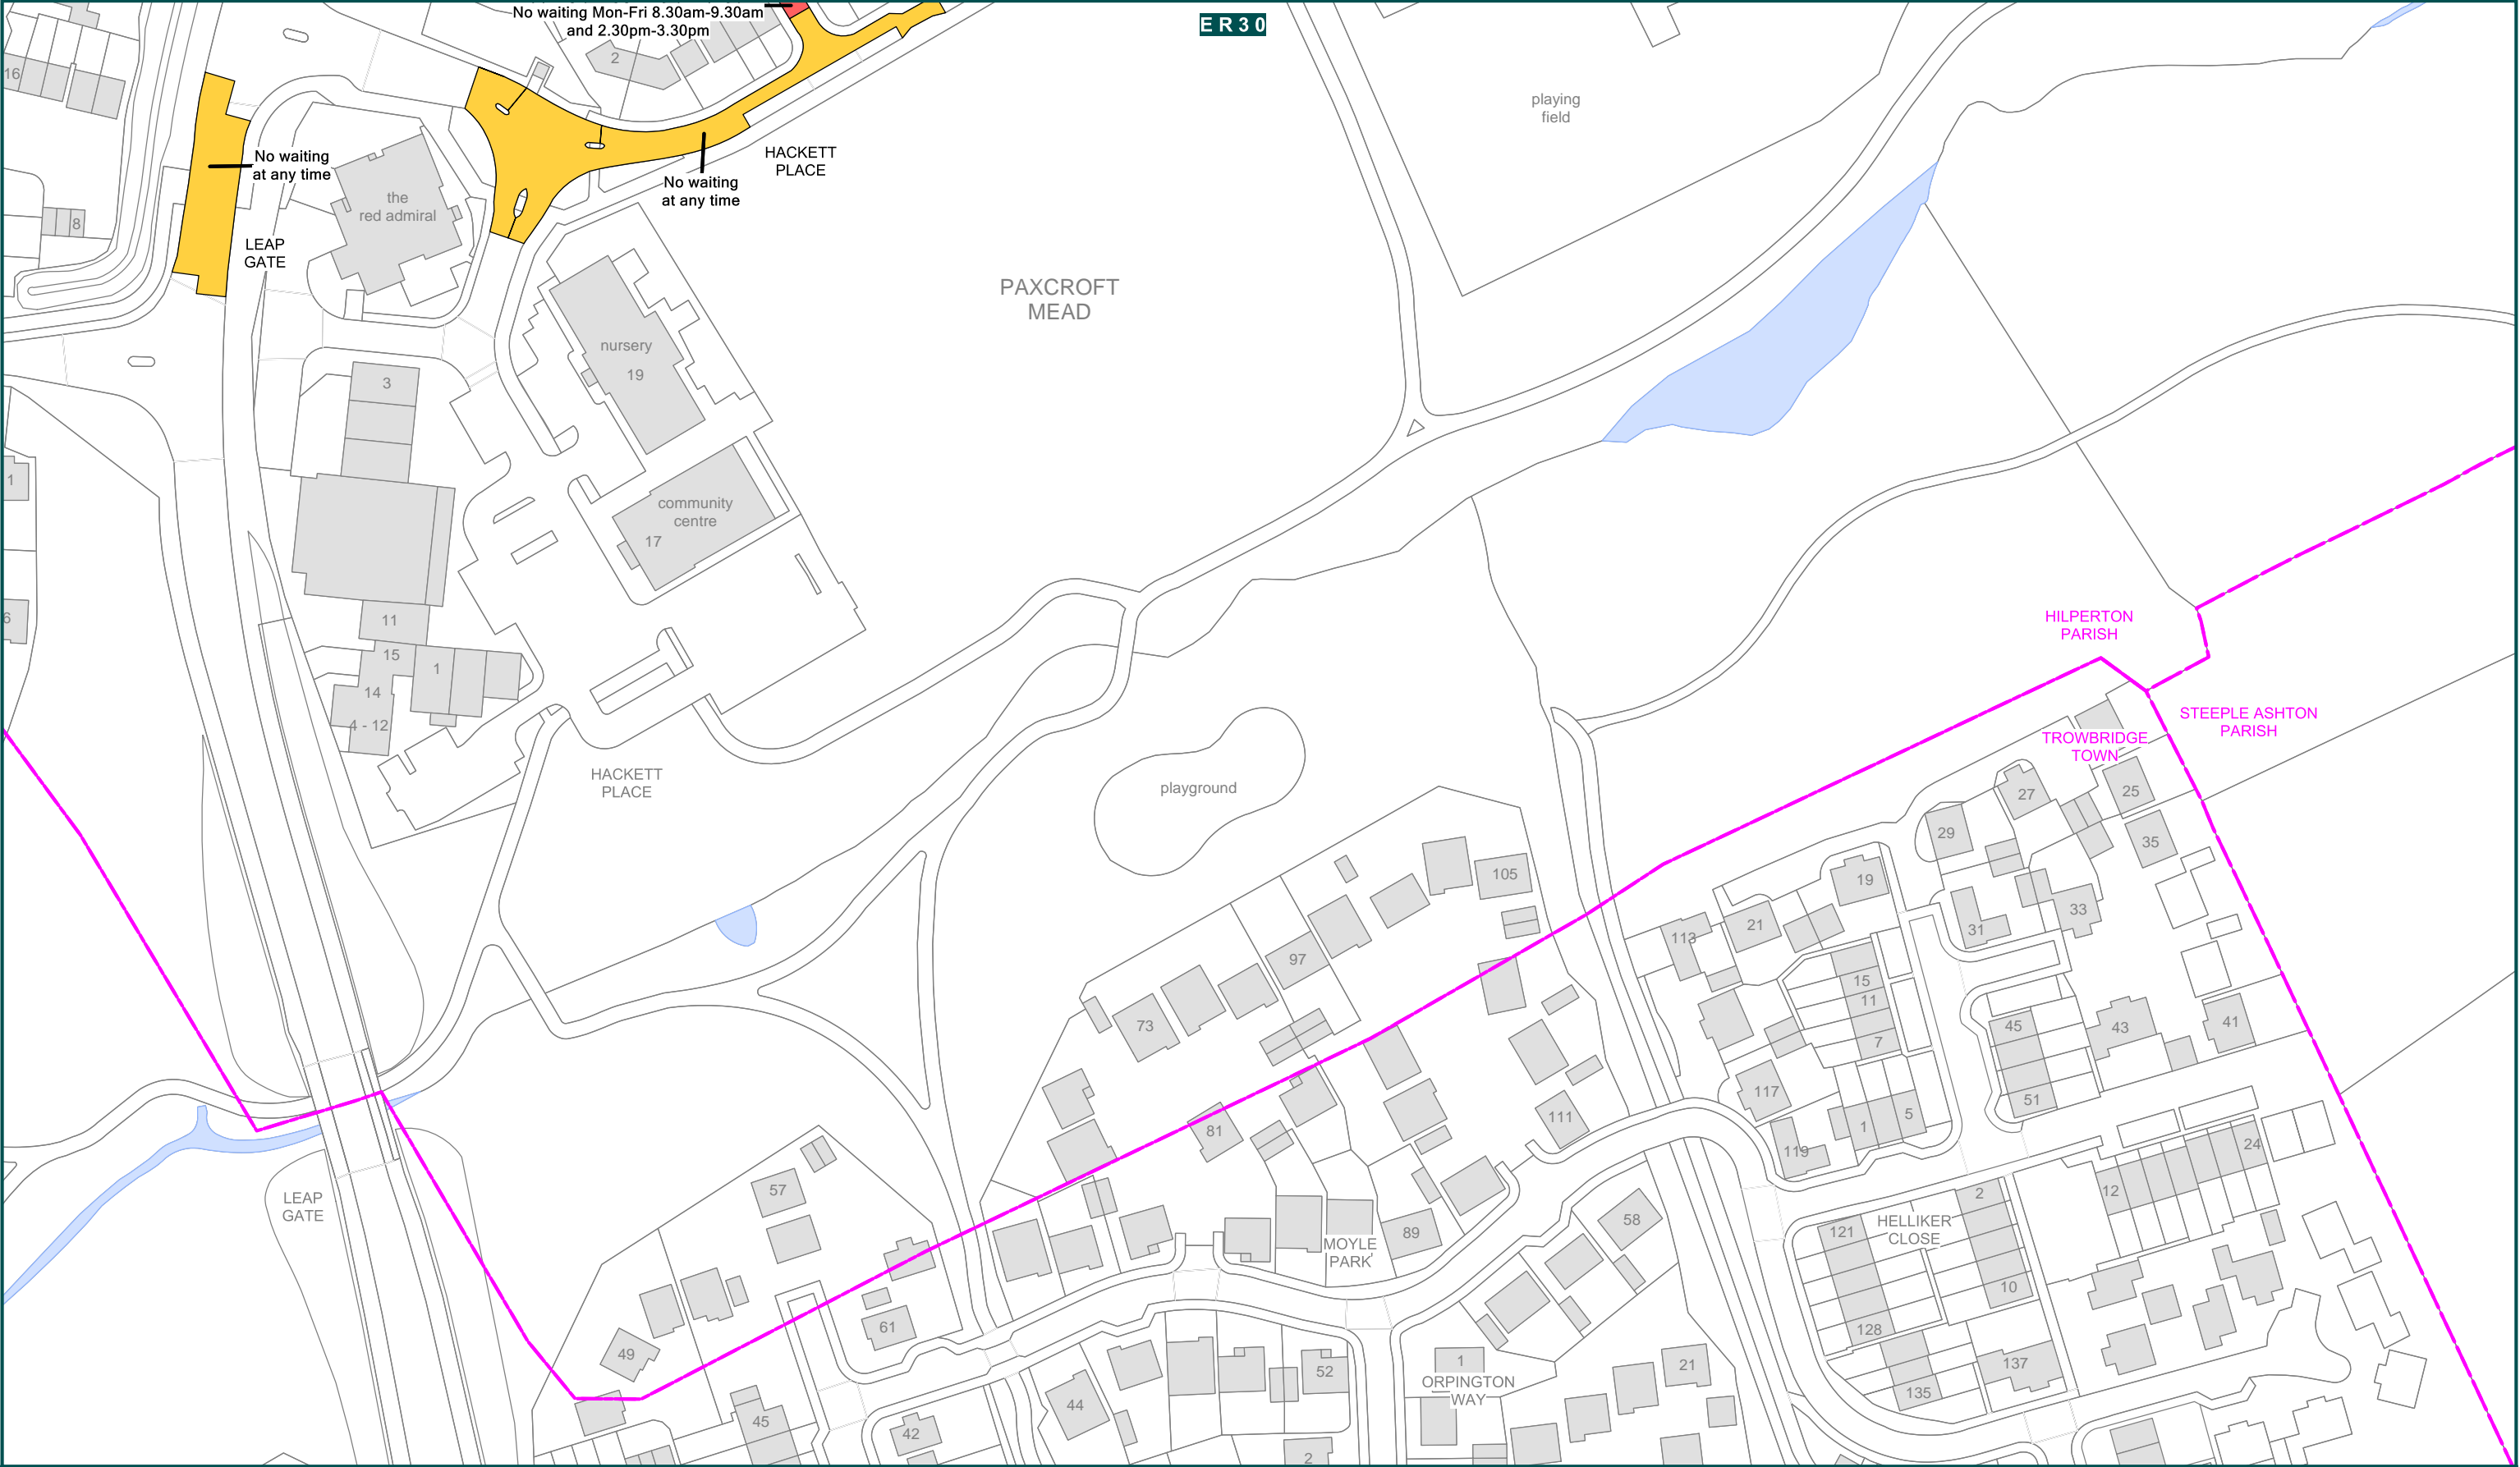 No waiting Mon-Fri 8.30am-9.30am
and 2.30pm-3.30pm
ER30
16
2
playing
field
No waiting
at any time
HACKETT
PLACE
No waiting
at any time
the
red admiral
8
LEAP
GATE
PAXCROFT
MEAD
nursery
19
3
1
community
centre
17
6
11
15
1
14
4 - 12
HILPERTON
PARISH
STEEPLE ASHTON
PARISH
TROWBRIDGE
TOWN
HACKETT
PLACE
playground
27
25
29
35
105
19
21
113
33
31
97
15
11
73
45
43
41
7
117
51
111
81
1
5
119
24
57
12
LEAP
GATE
2
58
121
HELLIKER
CLOSE
89
MOYLE
PARK
10
61
128
49
1
21
137
52
ORPINGTON
WAY
135
44
45
42
2